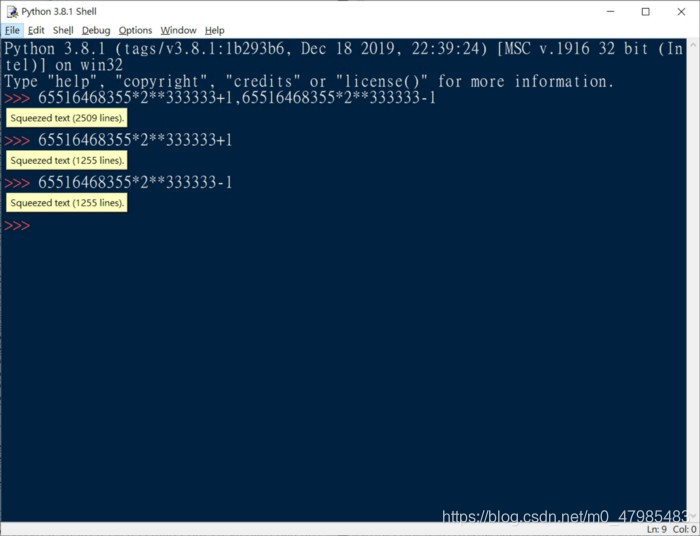 Python 3.8.1 Shell
File Edit Shell Debug Options Window Help
Python 3.8.1 (tags/v3.8.1:1b293b6, Dec 18 2019, 22:39:24) [MSC v.1916 32 bit (In
tel)] on win32
Type "help", "copyright", "credits" or "license()" for more information.
>>> 65516468355*2**333333+1,65516468355*2**333333-1
Squeezed text (2509 lines).
>>> 65516468355*2**333333+1
Squeezed text (1255 lines).
>>> 65516468355*2**333333-1
Squeezed text (1255 lines).
>>>
https://blog.csdn.net/m0_47985483
Ln: 9 Col: 0